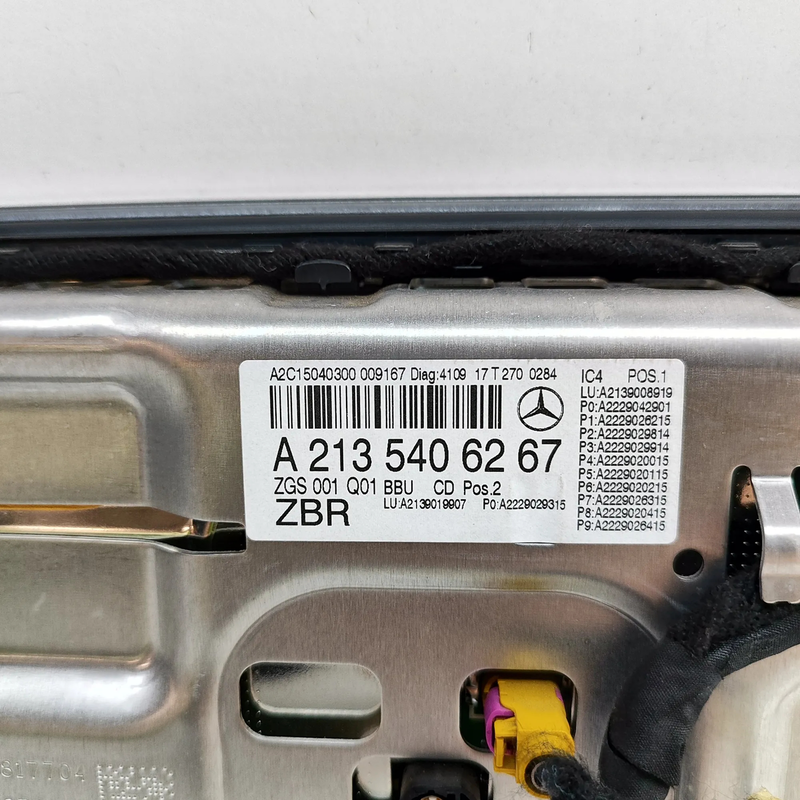 A2C15040300 009167 Diag:4109 17 T 270 0284
A 213 540 62 67
ZGS 001 Q01 BBU CD Pos.2
LU:A2139019907 P0:A2229029315
ZBR
IC4 POS.1
LU:A2139008919
P0:A2229042901
P1:A2229026215
P2:A2229029814
P3:A2229029914
P4:A2229020015
P5:A2229020115
P6:A2229020215
P7:A2229026315
P8:A2229020415
P9:A2229026415